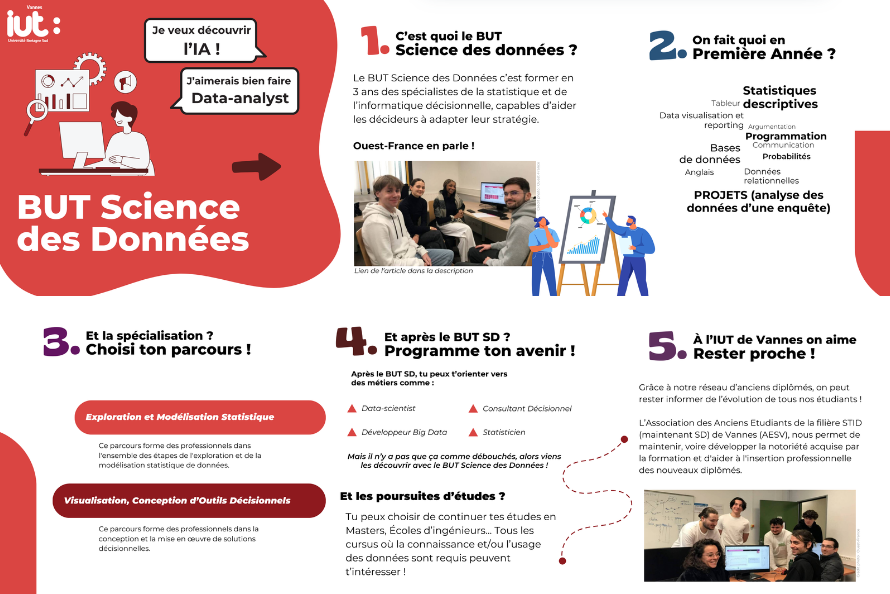 Vannes
iut:
Université Bretagne Sud
Je veux découvrir
l'IA !
J'aimerais bien faire
Data-analyst
BUT Science
des Données
1. C'est quoi le BUT
Science des données ?
Le BUT Science des Données c'est former en
3 ans des spécialistes de la statistique et de
l'informatique décisionnelle, capables d'aider
les décideurs à adapter leur stratégie.
Ouest-France en parle !
Lien de l'article dans la description
2. On fait quoi en
Première Année ?
Statistiques
Tableur descriptives
Data visualisation et
reporting Argumentation
Programmation
Bases Communication
de données Probabilités
Anglais Données
relationnelles
PROJETS (analyse des
données d'une enquête)
3. Et la spécialisation ?
Choisi ton parcours !
Exploration et Modélisation Statistique
Ce parcours forme des professionnels dans
l'ensemble des étapes de l'exploration et de la
modélisation statistique de données.
Visualisation, Conception d'Outils Décisionnels
Ce parcours forme des professionnels dans la
conception et la mise en œuvre de solutions
décisionnelles.
4. Et après le BUT SD ?
Programme ton avenir !
Après le BUT SD, tu peux t'orienter vers
des métiers comme :
Data-scientist Consultant Décisionnel
Développeur Big Data Statisticien
Mais il n'y a pas que ça comme débouchés, alors viens
les découvrir avec le BUT Science des Données !
Et les poursuites d'études ?
Tu peux choisir de continuer tes études en
Masters, Écoles d'ingénieurs... Tous les
cursus où la connaissance et/ou l'usage
des données sont requis peuvent
t'intéresser !
5. À l'IUT de Vannes on aime
Rester proche !
Grâce à notre réseau d'anciens diplômés, on peut
rester informer de l'évolution de tous nos étudiants !
L'Association des Anciens Étudiants de la filière STID
(maintenant SD) de Vannes (AESV), nous permet de
maintenir, voire développer la notoriété acquise par
la formation et d'aider à l'insertion professionnelle
des nouveaux diplômés.